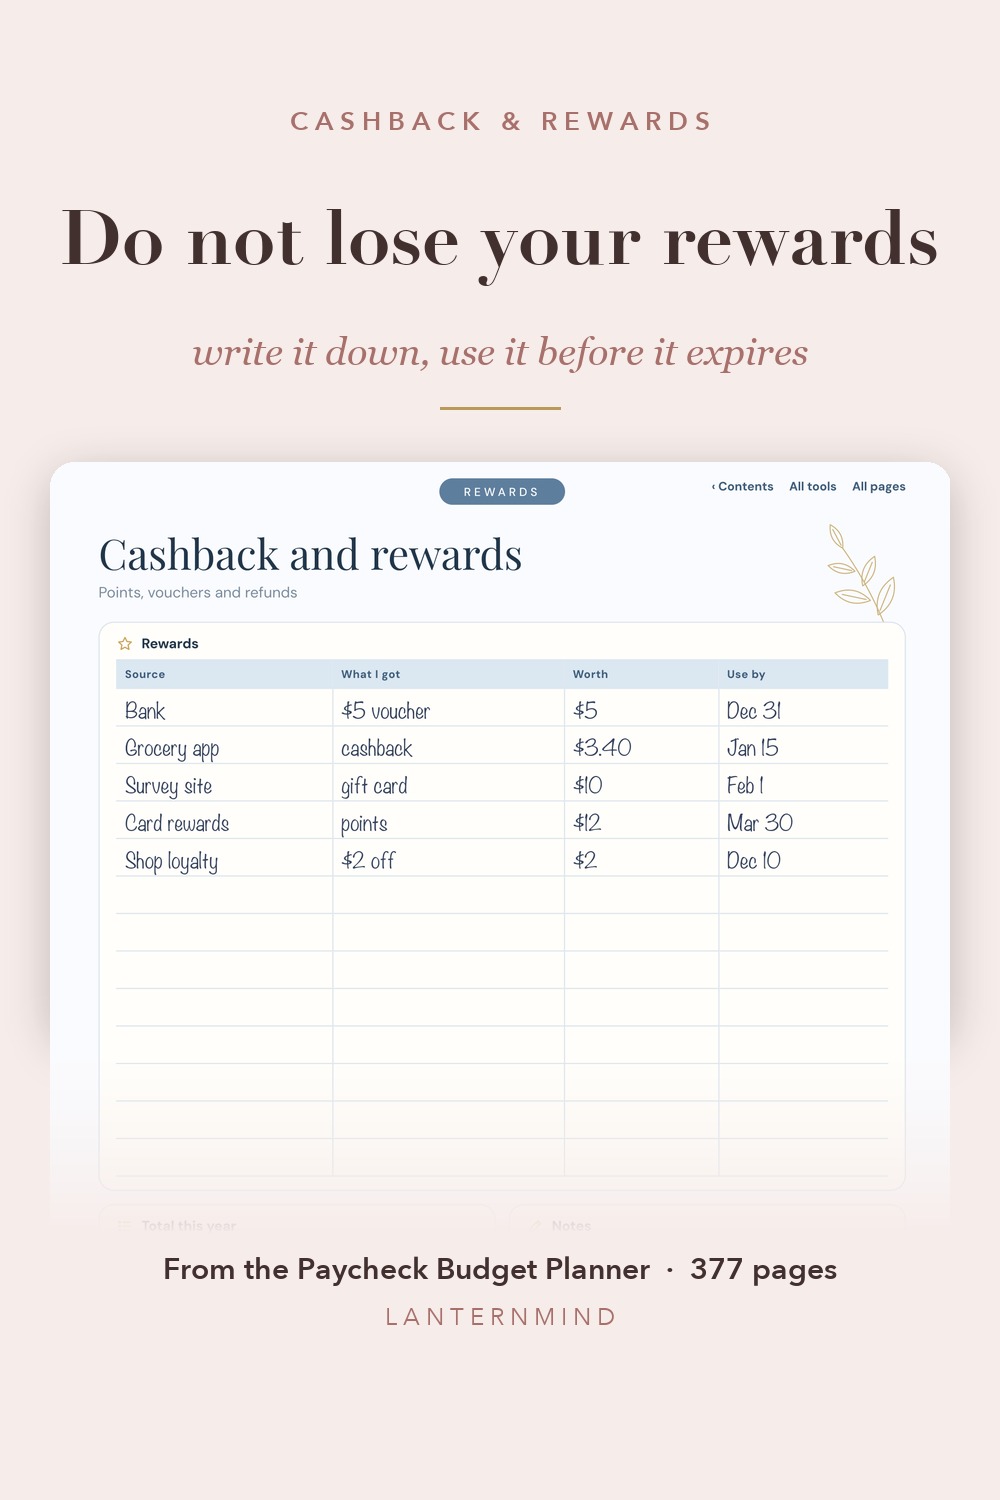 CASHBACK & REWARDS
Do not lose your rewards
write it down, use it before it expires
REWARDS
‹ Contents All tools All pages
Cashback and rewards
Points, vouchers and refunds
Rewards
Source What I got Worth Use by
Bank $5 voucher $5 Dec 31
Grocery app cashback $3.40 Jan 15
Survey site gift card $10 Feb 1
Card rewards points $12 Mar 30
Shop loyalty $2 off $2 Dec 10
Total this year Notes
From the Paycheck Budget Planner · 377 pages
LANTERNMIND